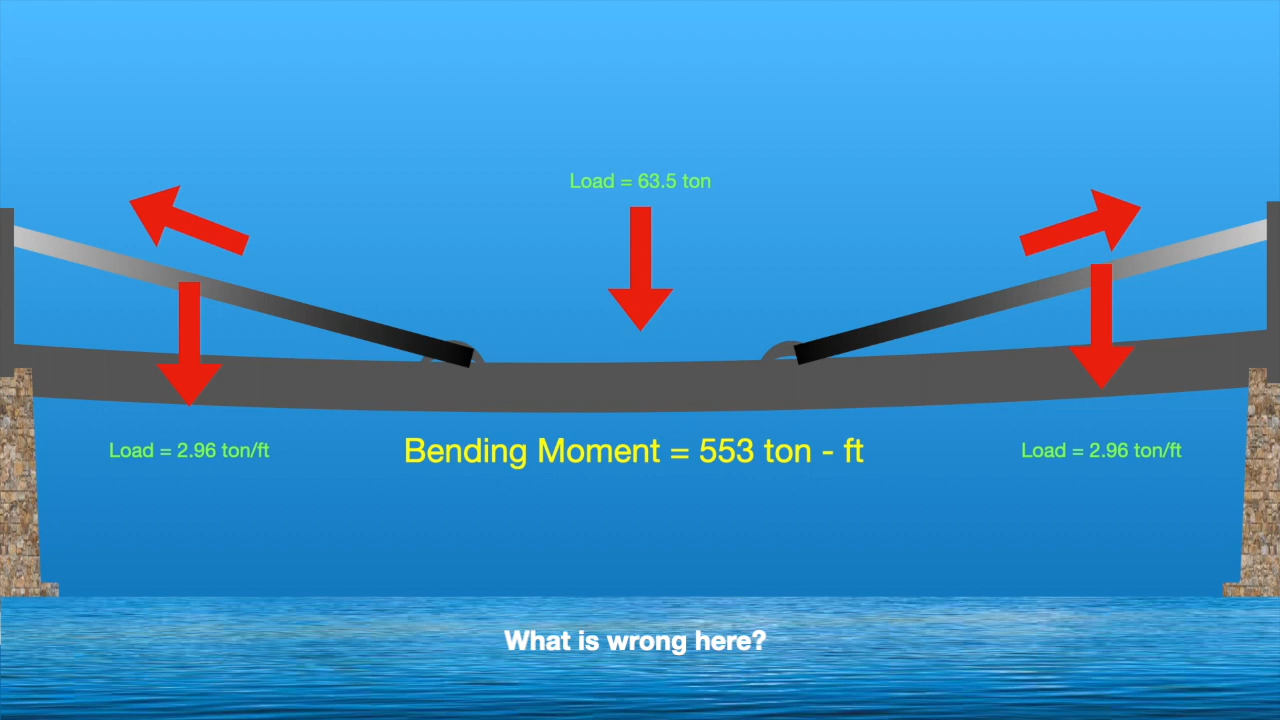 Load = 63.5 ton
Load = 2.96 ton/ft
Bending Moment = 553 ton - ft
Load = 2.96 ton/ft
What is wrong here?